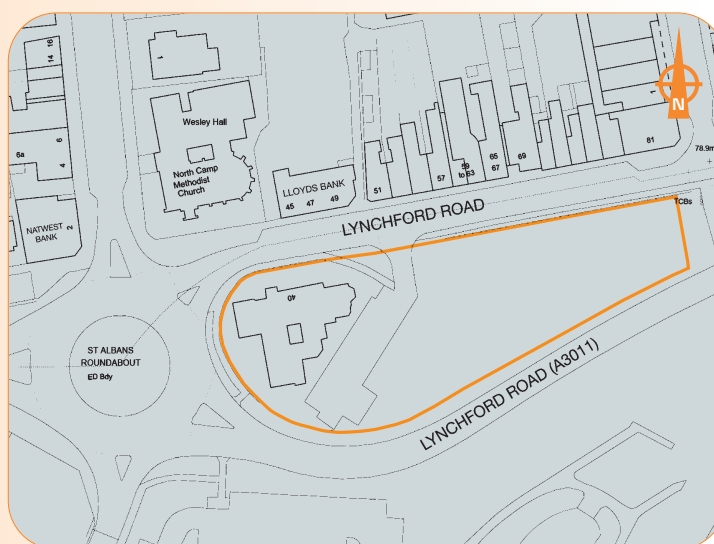 14 16
1
N
Wesley Hall
6a
4 6
North Camp
Methodist
Church
LLOYDS BANK
45 47 49
51
57
59
to 63
65
67
69
81
1
78.9m
NATWEST
BANK
2
LYNCHFORD ROAD
TCBs
40
ST ALBANS
ROUNDABOUT
ED Bdy
LYNCHFORD ROAD (A3011)